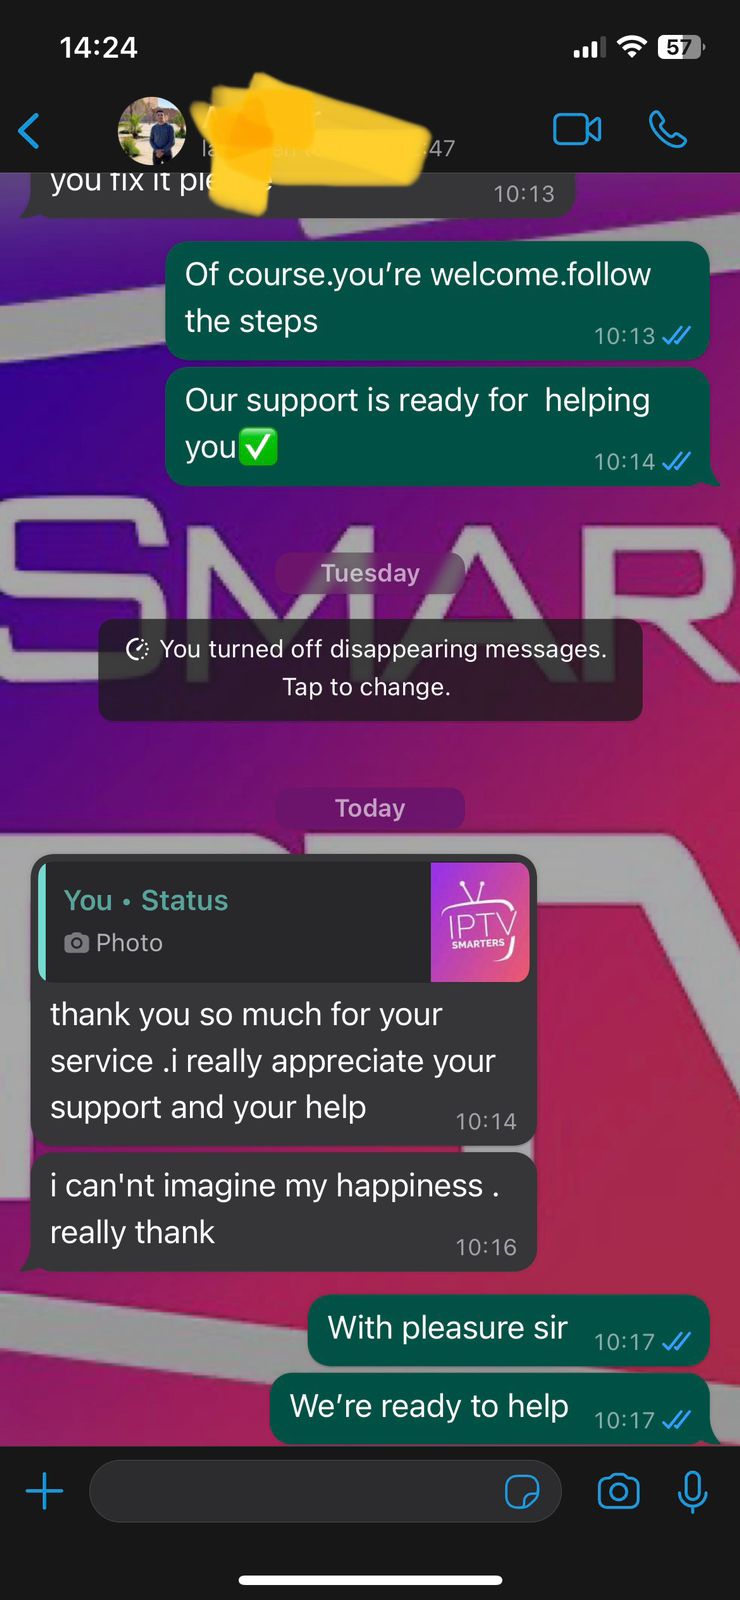 14:24
57
47
you fix it
10:13
Of course.you're welcome.follow
the steps
10:13
Our support is ready for helping
you✅
10:14
SMAR
Tuesday
You turned off disappearing messages.
Tap to change.
Today
You • Status
Photo
IPTV
SMARTERS
thank you so much for your
service .i really appreciate your
support and your help
10:14
i can'nt imagine my happiness .
really thank
10:16
With pleasure sir
10:17
We're ready to help
10:17